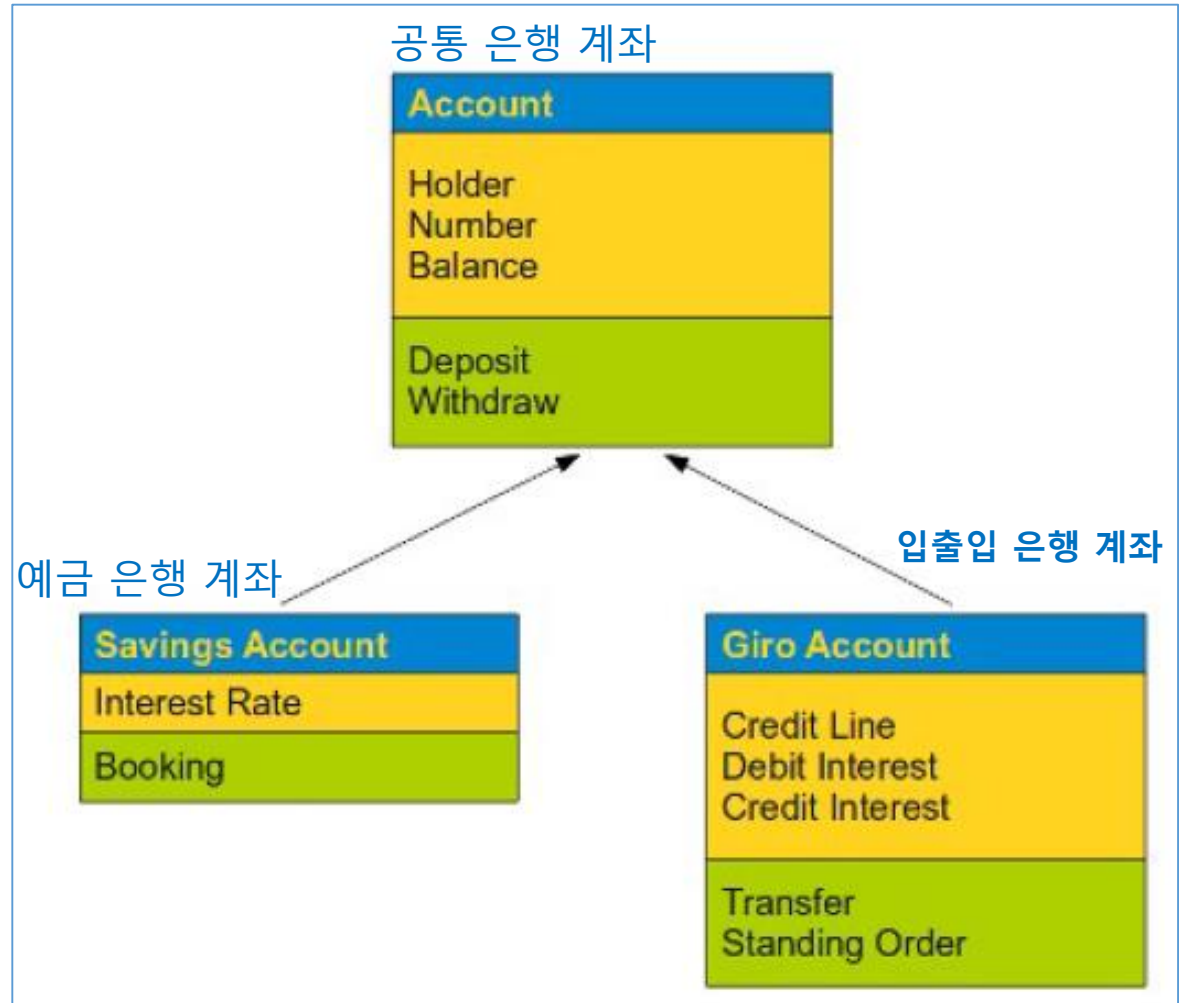 공통 은행 계좌
Account
Holder
Number
Balance
Deposit
Withdraw
예금 은행 계좌
Savings Account
Interest Rate
Booking
입출입 은행 계좌
Giro Account
Credit Line
Debit Interest
Credit Interest
Transfer
Standing Order